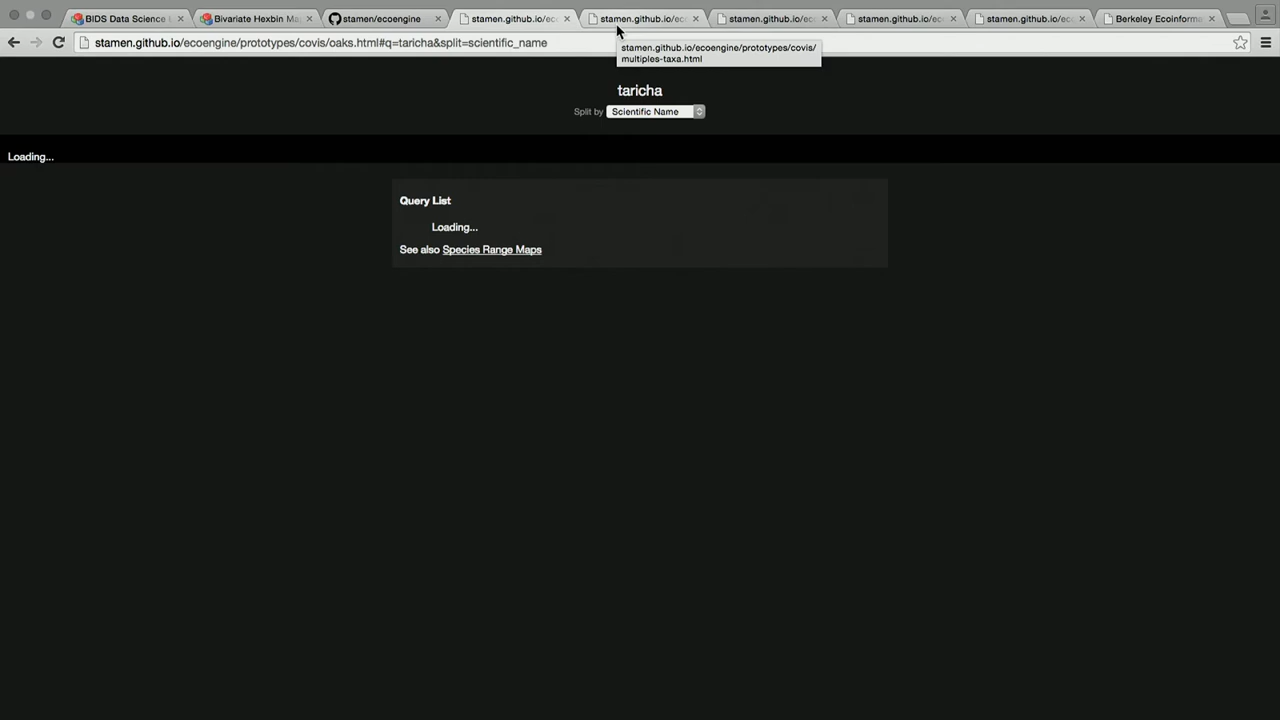 BIDS Data Science
Bivariate Hexbin Ma
stamen/ecoengine
stamen.github.io/ec
stamen.github.io/ec
stamen.github.io/ec
stamen.github.io/ec
stamen.github.io/ec
Berkeley Ecoinforma
stamen.github.io/ecoengine/prototypes/covis/oaks.html#q=taricha&split=scientific_name
stamen.github.io/ecoengine/prototypes/covis/
multiples-taxa.html
taricha
Split by Scientific Name
Loading...
Query List
Loading...
See also Species Range Maps